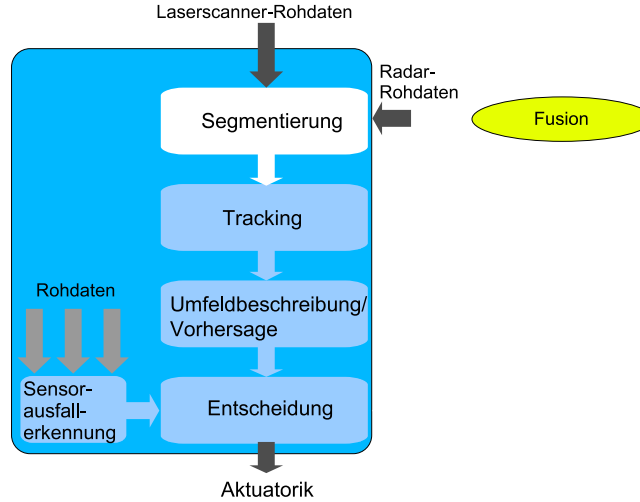 Laserscanner-Rohdaten
Radar-
Rohdaten
Segmentierung
Fusion
Tracking
Rohdaten
Umfeldbeschreibung/
Vorhersage
Sensor-
ausfall-
erkennung
Entscheidung
Aktuatorik